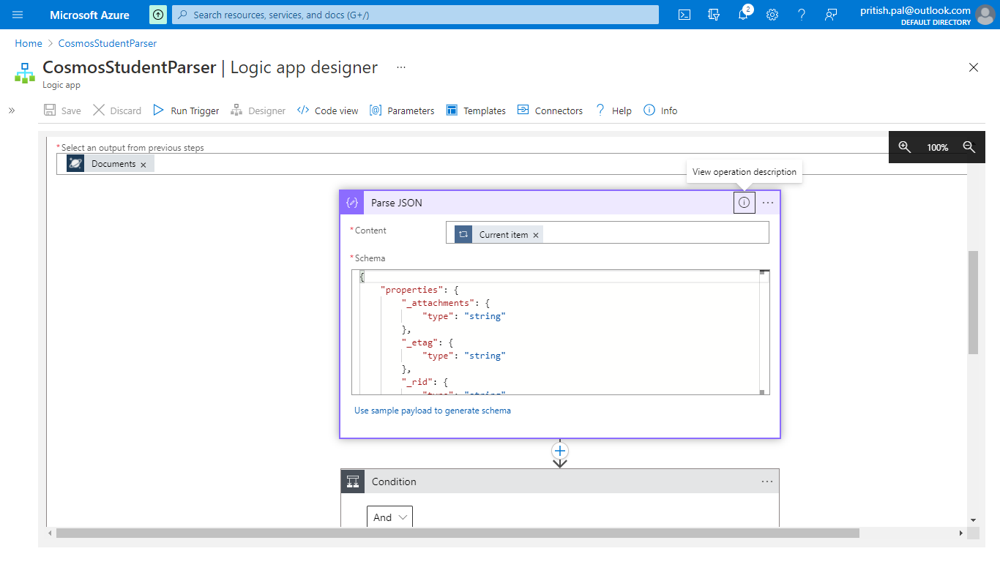 Microsoft Azure
Search resources, services, and docs (G+/)
2
pritish.pal@outlook.com
DEFAULT DIRECTORY
Home > CosmosStudentParser
CosmosStudentParser | Logic app designer ...
Logic app
Save Discard Run Trigger Designer Code view Parameters Templates Connectors Help Info
* Select an output from previous steps
100%
Documents ×
View operation description
Parse JSON
* Content
Current item ×
* Schema
{
"properties": {
"_attachments": {
"type": "string"
},
"_etag": {
"type": "string"
},
"_rid": {
"type": "string"
Use sample payload to generate schema
Condition
And